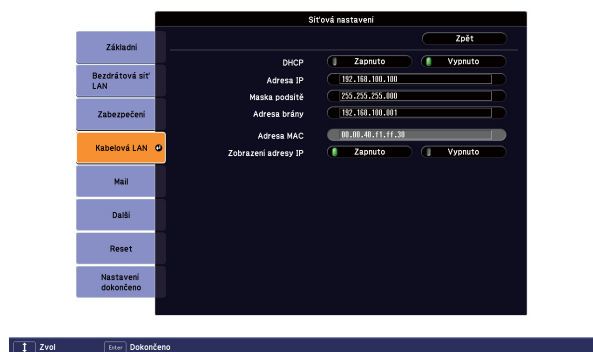 Síťová nastavení
Zpět
Základní
DHCP Zapnuto Vypnuto
Bezdrátová síť
LAN
Adresa IP 192.168.100.100
Maska podsítě 255.255.255.000
Zabezpečení
Adresa brány 192.168.100.001
Kabelová LAN
Adresa MAC 00.00.48.f1.ff.38
Zobrazení adresy IP Zapnuto Vypnuto
Mail
Další
Reset
Nastavení
dokončeno
Zvol Enter Dokončeno